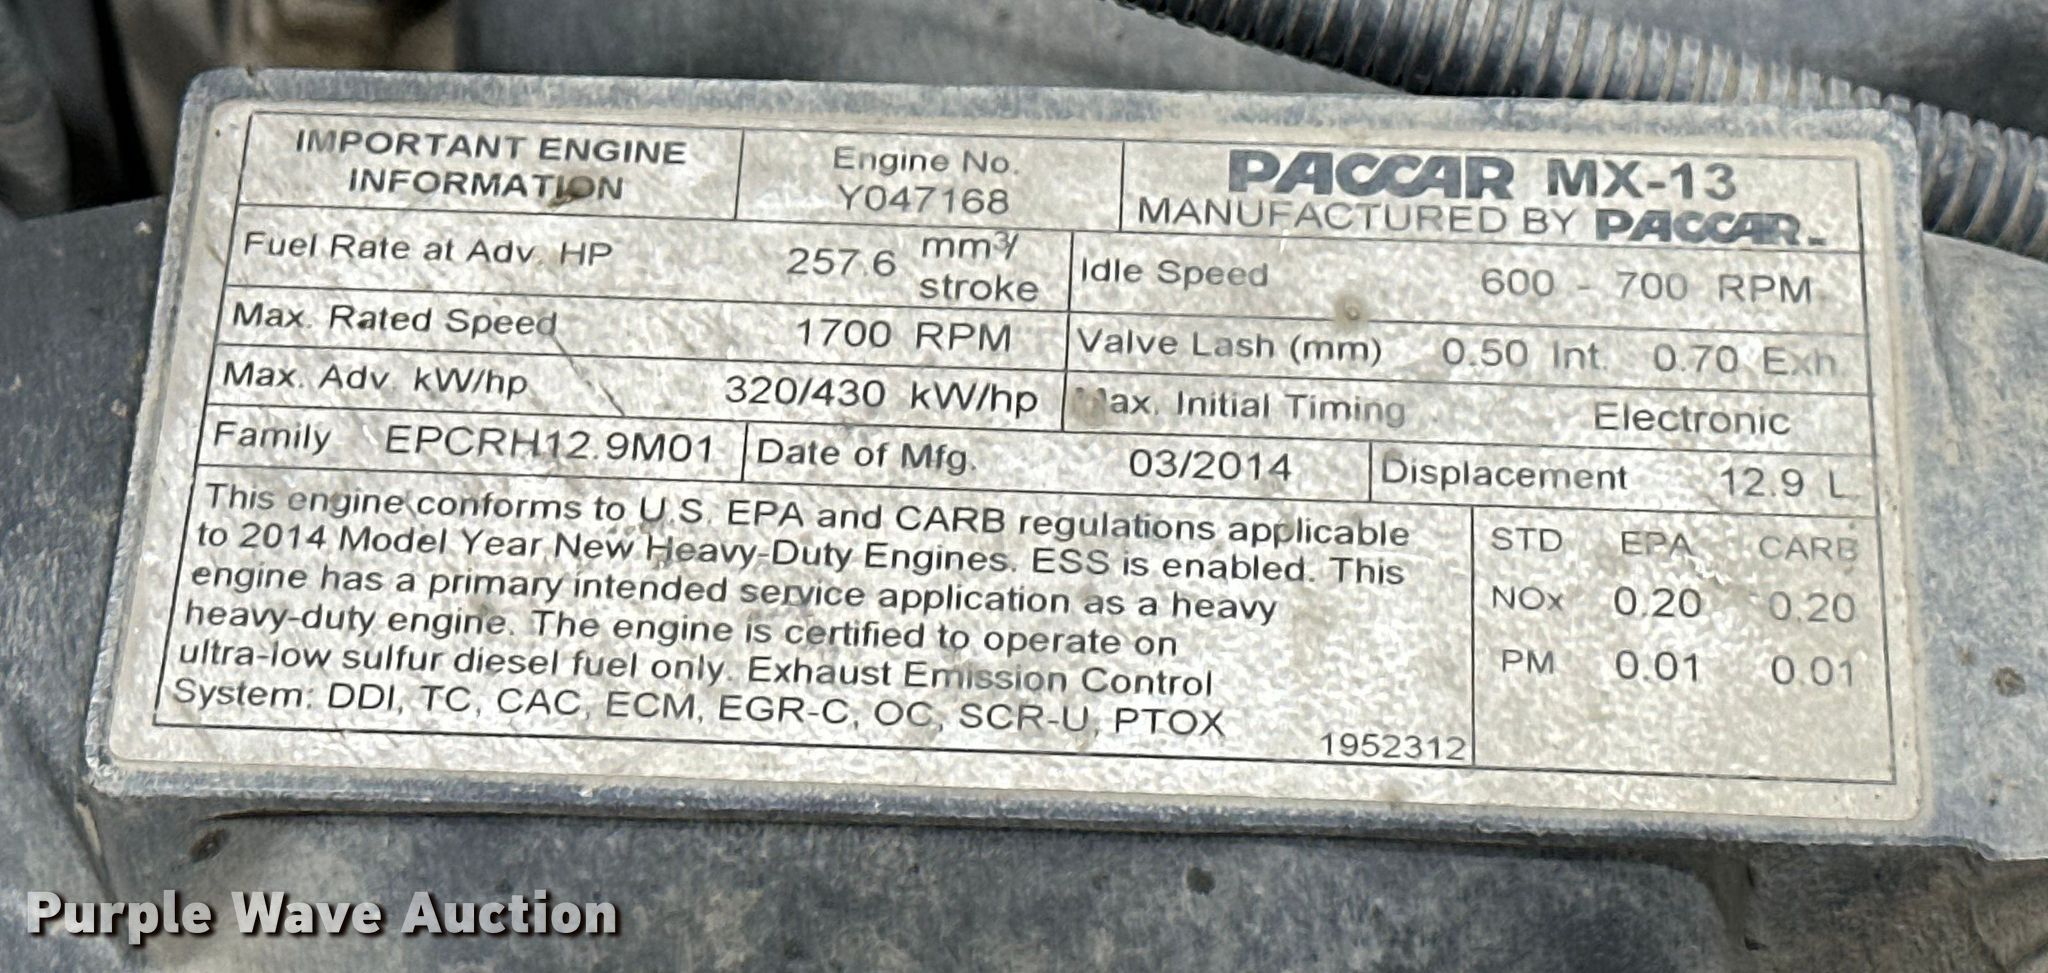 IMPORTANT ENGINE
INFORMATION
Engine No.
Y047168
PACCAR MX-13
MANUFACTURED BY PACCAR
Fuel Rate at Adv. HP 257.6 mm³/
stroke
Idle Speed 600 - 700 RPM
Max. Rated Speed 1700 RPM
Valve Lash (mm) 0.50 Int. 0.70 Exh.
Max. Adv. kW/hp 320/430 kW/hp
Max. Initial Timing Electronic
Family EPCRH12.9M01 Date of Mfg. 03/2014 Displacement 12.9 L
This engine conforms to U.S. EPA and CARB regulations applicable
to 2014 Model Year New Heavy-Duty Engines. ESS is enabled. This
engine has a primary intended service application as a heavy
heavy-duty engine. The engine is certified to operate on
ultra-low sulfur diesel fuel only. Exhaust Emission Control
System: DDI, TC, CAC, ECM, EGR-C, OC, SCR-U, PTOX
1952312
STD EPA CARB
NOx 0.20 0.20
PM 0.01 0.01
Purple Wave Auction